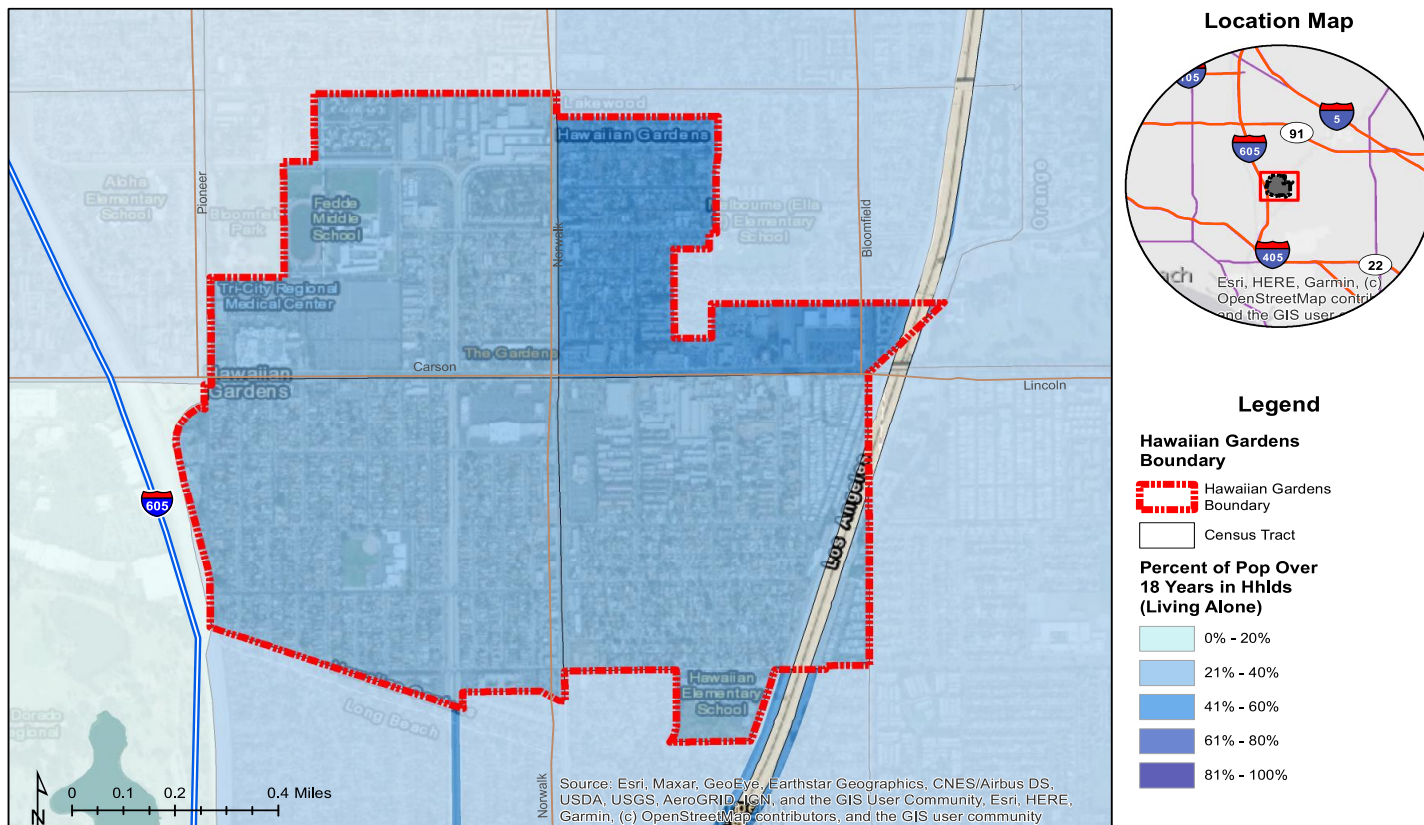 Lakewood
Hawaiian Gardens
Aloha
Elementary
School
Pioneer
Bloomfield
Park
Fedde
Middle
School
Norwalk
Elementary
School
Bloomfield
Orange
Tri-City Regional
Medical Center
The Gardens
Carson
Lincoln
Hawaiian
Gardens
605
Los Angeles
Hawaiian
Elementary
School
Long Beach
Dorado
egional
N
0 0.1 0.2 0.4 Miles
Norwalk
Source: Esri, Maxar, GeoEye, Earthstar Geographics, CNES/Airbus DS,
USDA, USGS, AeroGRID, IGN, and the GIS User Community, Esri, HERE,
Garmin, (c) OpenStreetMap contributors, and the GIS user community
Location Map
105
5
91
605
405
22
ach
Esri, HERE, Garmin, (c)
OpenStreetMap contrib
and the GIS user
Legend
Hawaiian Gardens
Boundary
Hawaiian Gardens
Boundary
Census Tract
Percent of Pop Over
18 Years in Hhlds
(Living Alone)
0% - 20%
21% - 40%
41% - 60%
61% - 80%
81% - 100%